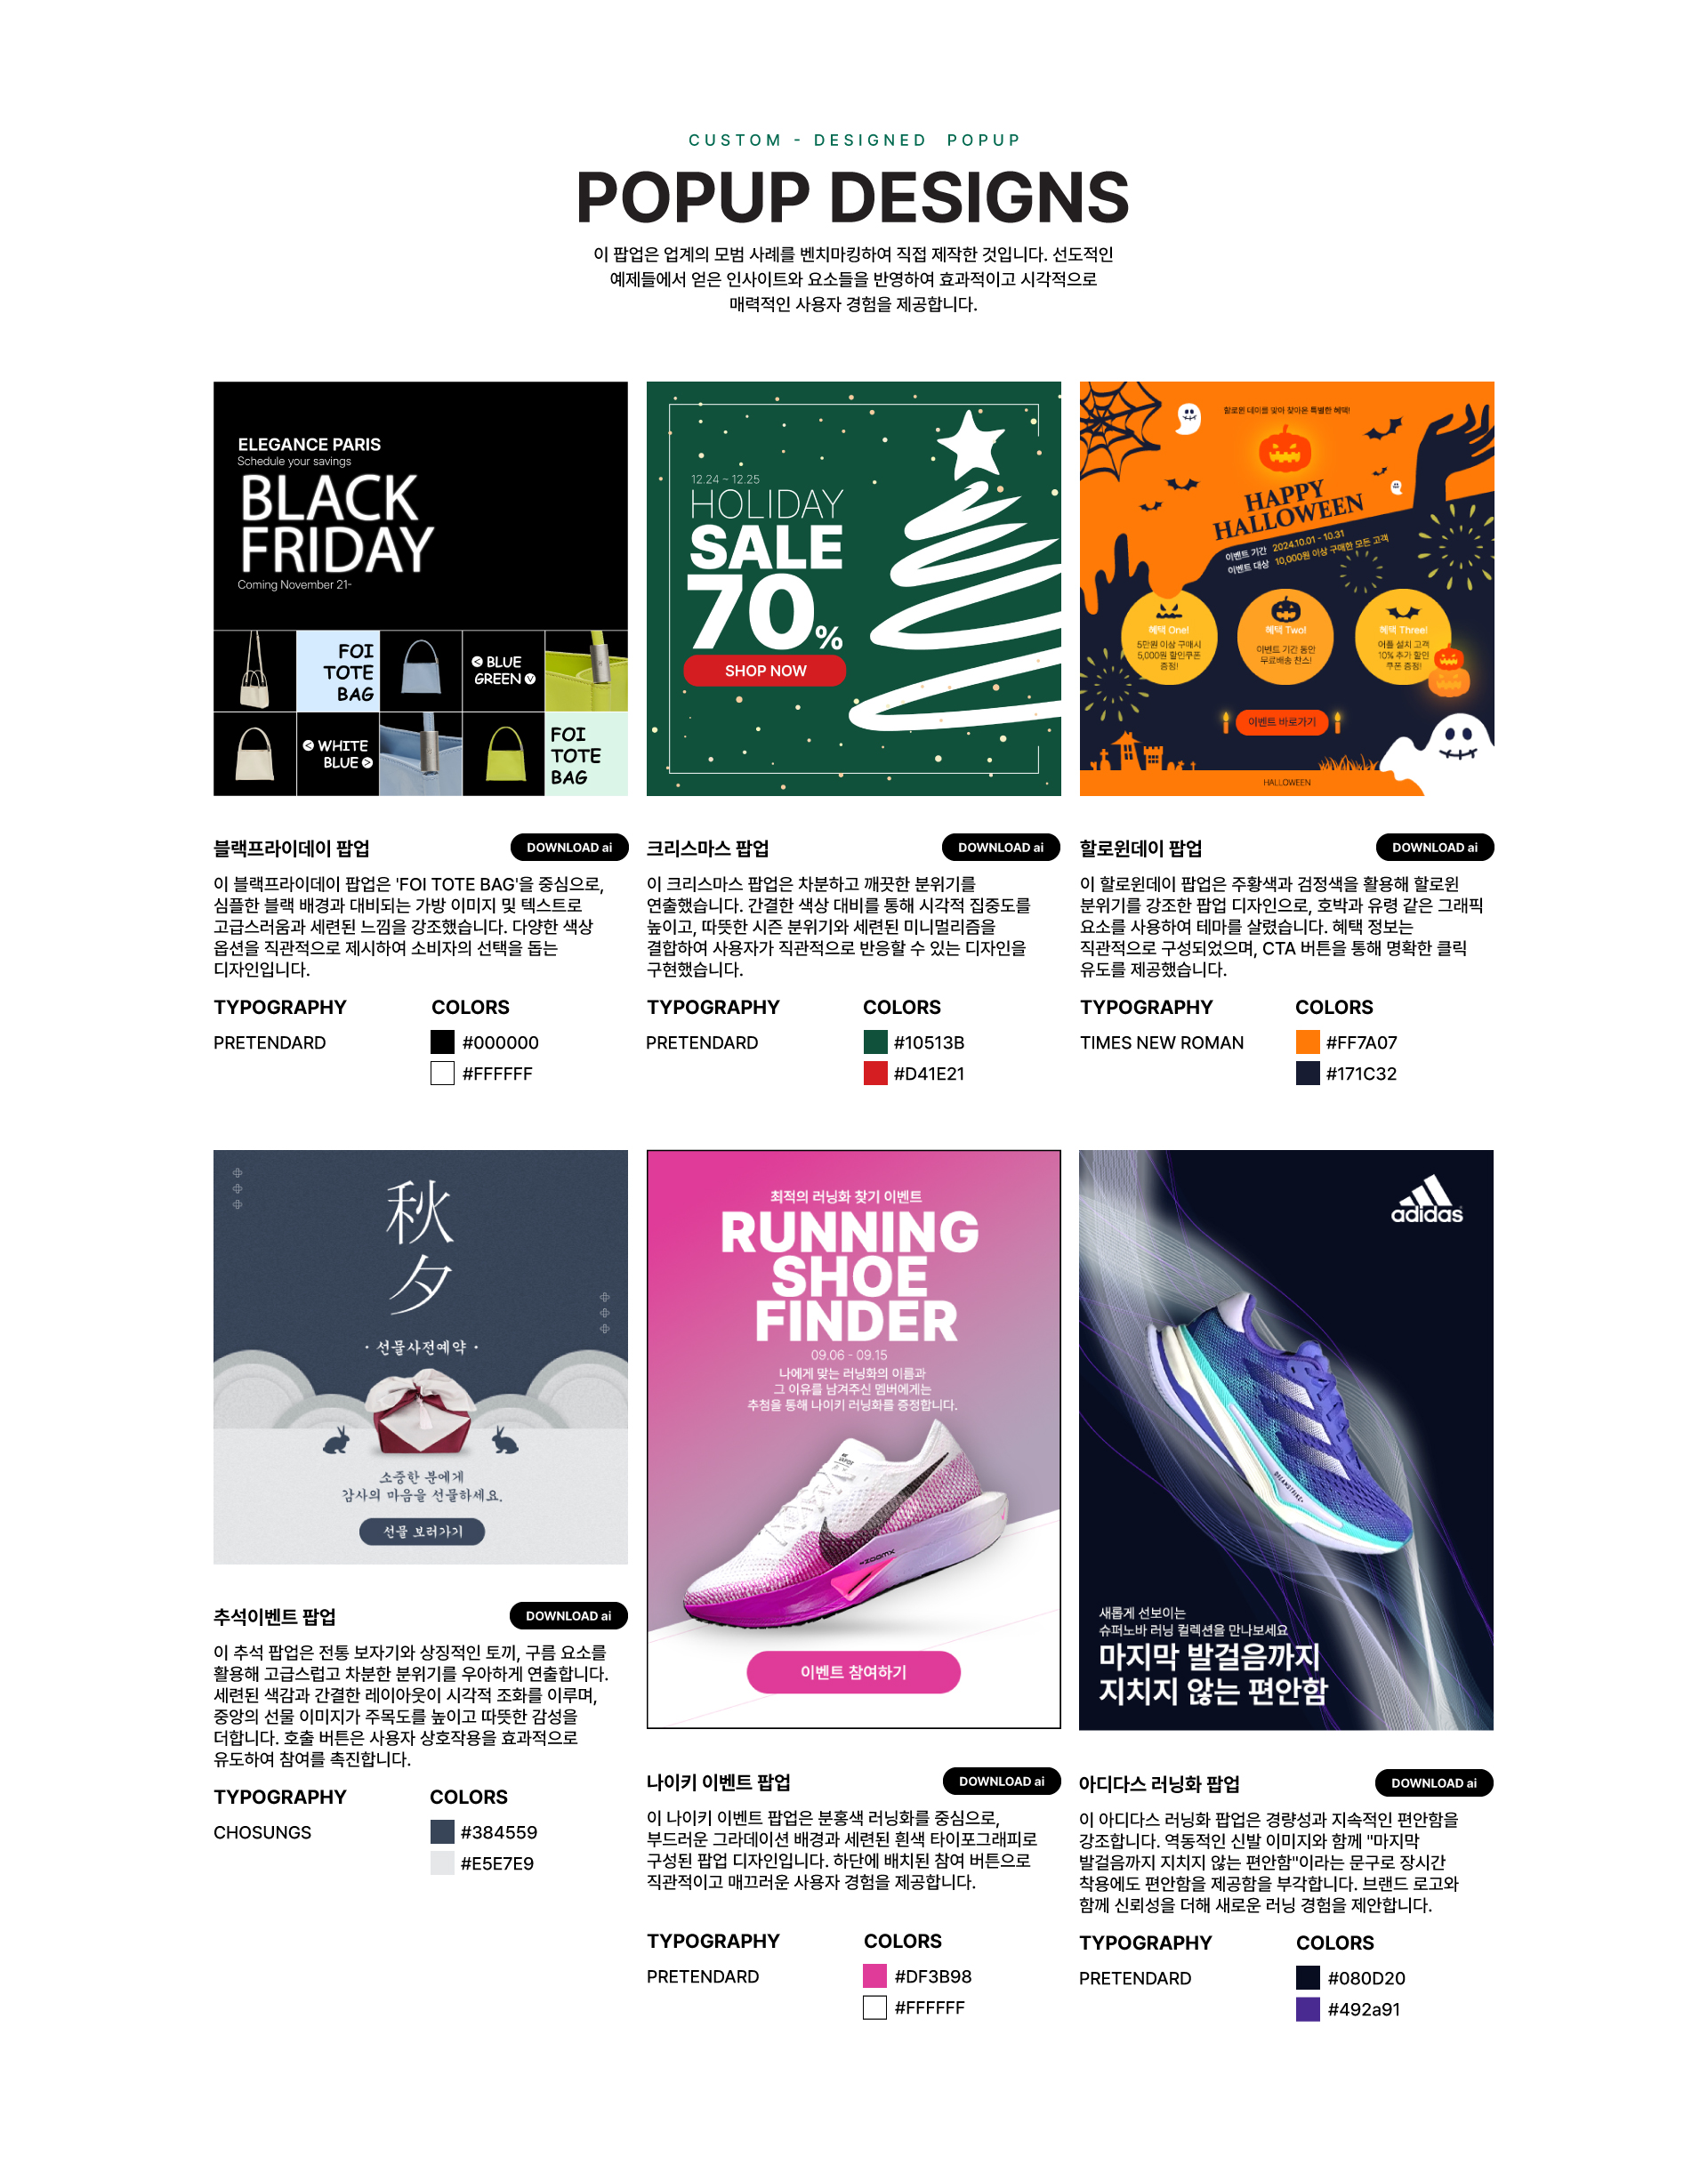 CUSTOM - DESIGNED POPUP
POPUP DESIGNS
이 팝업은 업계의 모범 사례를 벤치마킹하여 직접 제작한 것입니다. 선도적인
예제들에서 얻은 인사이트와 요소들을 반영하여 효과적이고 시각적으로
매력적인 사용자 경험을 제공합니다.
ELEGANCE PARIS
Schedule your savings
BLACK
FRIDAY
Coming November 21-
FOI
TOTE
BAG
BLUE
GREEN
WHITE
BLUE
FOI
TOTE
BAG
블랙프라이데이 팝업
DOWNLOAD ai
이 블랙프라이데이 팝업은 'FOI TOTE BAG'을 중심으로,
심플한 블랙 배경과 대비되는 가방 이미지 및 텍스트로
고급스러움과 세련된 느낌을 강조했습니다. 다양한 색상
옵션을 직관적으로 제시하여 소비자의 선택을 돕는
디자인입니다.
TYPOGRAPHY
COLORS
PRETENDARD
#000000
#FFFFFF
12.24 ~ 12.25
HOLIDAY
SALE
70%
SHOP NOW
크리스마스 팝업
DOWNLOAD ai
이 크리스마스 팝업은 차분하고 깨끗한 분위기를
연출했습니다. 간결한 색상 대비를 통해 시각적 집중도를
높이고, 따뜻한 시즌 분위기와 세련된 미니멀리즘을
결합하여 사용자가 직관적으로 반응할 수 있는 디자인을
구현했습니다.
TYPOGRAPHY
COLORS
PRETENDARD
#10513B
#D41E21
할로윈 데이를 맞아 찾아온 특별한 혜택!
HAPPY
HALLOWEEN
이벤트 기간 2024.10.01 - 10.31
이벤트 대상 10,000원 이상 구매한 모든 고객
혜택 One!
5만원 이상 구매시
5,000원 할인쿠폰
증정!
혜택 Two!
이벤트 기간 동안
무료배송 찬스!
혜택 Three!
어플 설치 고객
10% 추가 할인
쿠폰 증정!
이벤트 바로가기
HALLOWEEN
할로윈데이 팝업
DOWNLOAD ai
이 할로윈데이 팝업은 주황색과 검정색을 활용해 할로윈
분위기를 강조한 팝업 디자인으로, 호박과 유령 같은 그래픽
요소를 사용하여 테마를 살렸습니다. 혜택 정보는
직관적으로 구성되었으며, CTA 버튼을 통해 명확한 클릭
유도를 제공했습니다.
TYPOGRAPHY
COLORS
TIMES NEW ROMAN
#FF7A07
#171C32
秋
夕
· 선물사전예약 ·
소중한 분에게
감사의 마음을 선물하세요.
선물 보러가기
추석이벤트 팝업
DOWNLOAD ai
이 추석 팝업은 전통 보자기와 상징적인 토끼, 구름 요소를
활용해 고급스럽고 차분한 분위기를 우아하게 연출합니다.
세련된 색감과 간결한 레이아웃이 시각적 조화를 이루며,
중앙의 선물 이미지가 주목도를 높이고 따뜻한 감성을
더합니다. 호출 버튼은 사용자 상호작용을 효과적으로
유도하여 참여를 촉진합니다.
TYPOGRAPHY
COLORS
CHOSUNGS
#384559
#E5E7E9
최적의 러닝화 찾기 이벤트
RUNNING
SHOE
FINDER
09.06 - 09.15
나에게 맞는 러닝화의 이름과
그 이유를 남겨주신 멤버에게는
추첨을 통해 나이키 러닝화를 증정합니다.
ZOOMX
이벤트 참여하기
나이키 이벤트 팝업
DOWNLOAD ai
이 나이키 이벤트 팝업은 분홍색 러닝화를 중심으로,
부드러운 그라데이션 배경과 세련된 흰색 타이포그래피로
구성된 팝업 디자인입니다. 하단에 배치된 참여 버튼으로
직관적이고 매끄러운 사용자 경험을 제공합니다.
TYPOGRAPHY
COLORS
PRETENDARD
#DF3B98
#FFFFFF
adidas
DREAMSTRIKE+
새롭게 선보이는
슈퍼노바 러닝 컬렉션을 만나보세요
마지막 발걸음까지
지치지 않는 편안함
아디다스 러닝화 팝업
DOWNLOAD ai
이 아디다스 러닝화 팝업은 경량성과 지속적인 편안함을
강조합니다. 역동적인 신발 이미지와 함께 "마지막
발걸음까지 지치지 않는 편안함"이라는 문구로 장시간
착용에도 편안함을 제공함을 부각합니다. 브랜드 로고와
함께 신뢰성을 더해 새로운 러닝 경험을 제안합니다.
TYPOGRAPHY
COLORS
PRETENDARD
#080D20
#492a91